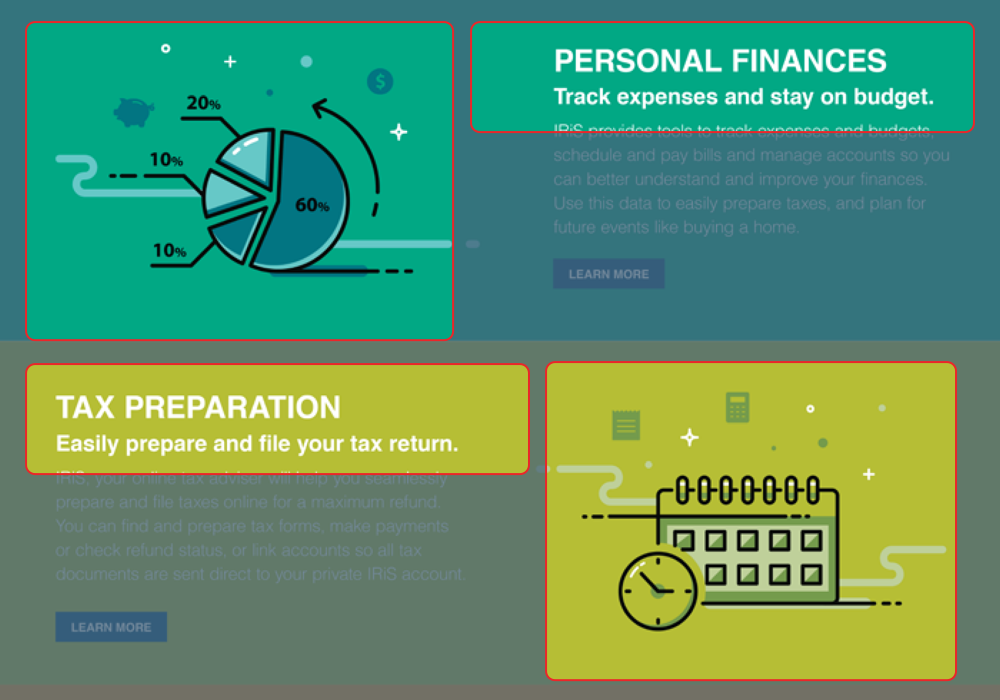 20%
10%
60%
10%
PERSONAL FINANCES
Track expenses and stay on budget.
IRiS provides tools to track expenses and budgets,
schedule and pay bills and manage accounts so you
can better understand and improve your finances.
Use this data to easily prepare taxes, and plan for
future events like buying a home.
LEARN MORE
TAX PREPARATION
Easily prepare and file your tax return.
IRiS, your online tax adviser will help you seamlessly
prepare and file taxes online for a maximum refund.
You can find and prepare tax forms, make payments
or check refund status, or link accounts so all tax
documents are sent direct to your private IRiS account.
LEARN MORE